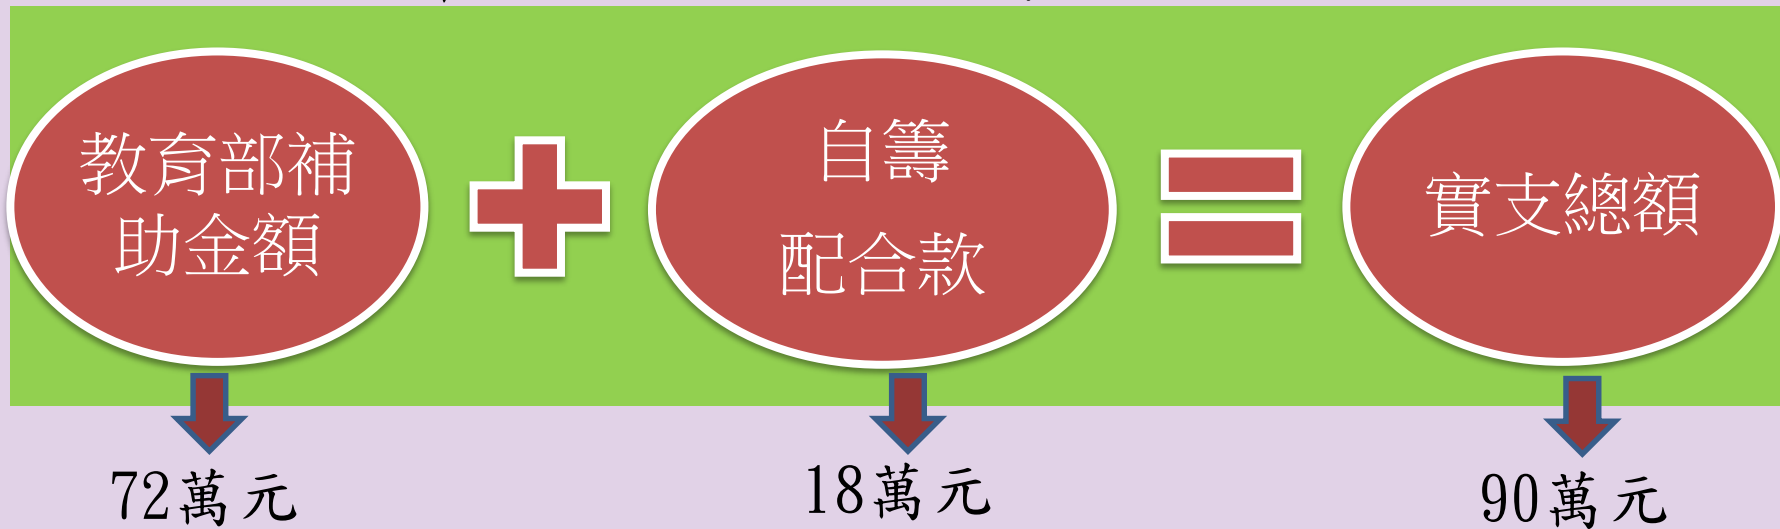 教育部補
助金額
自籌
配合款
實支總額
72萬元
18萬元
90萬元